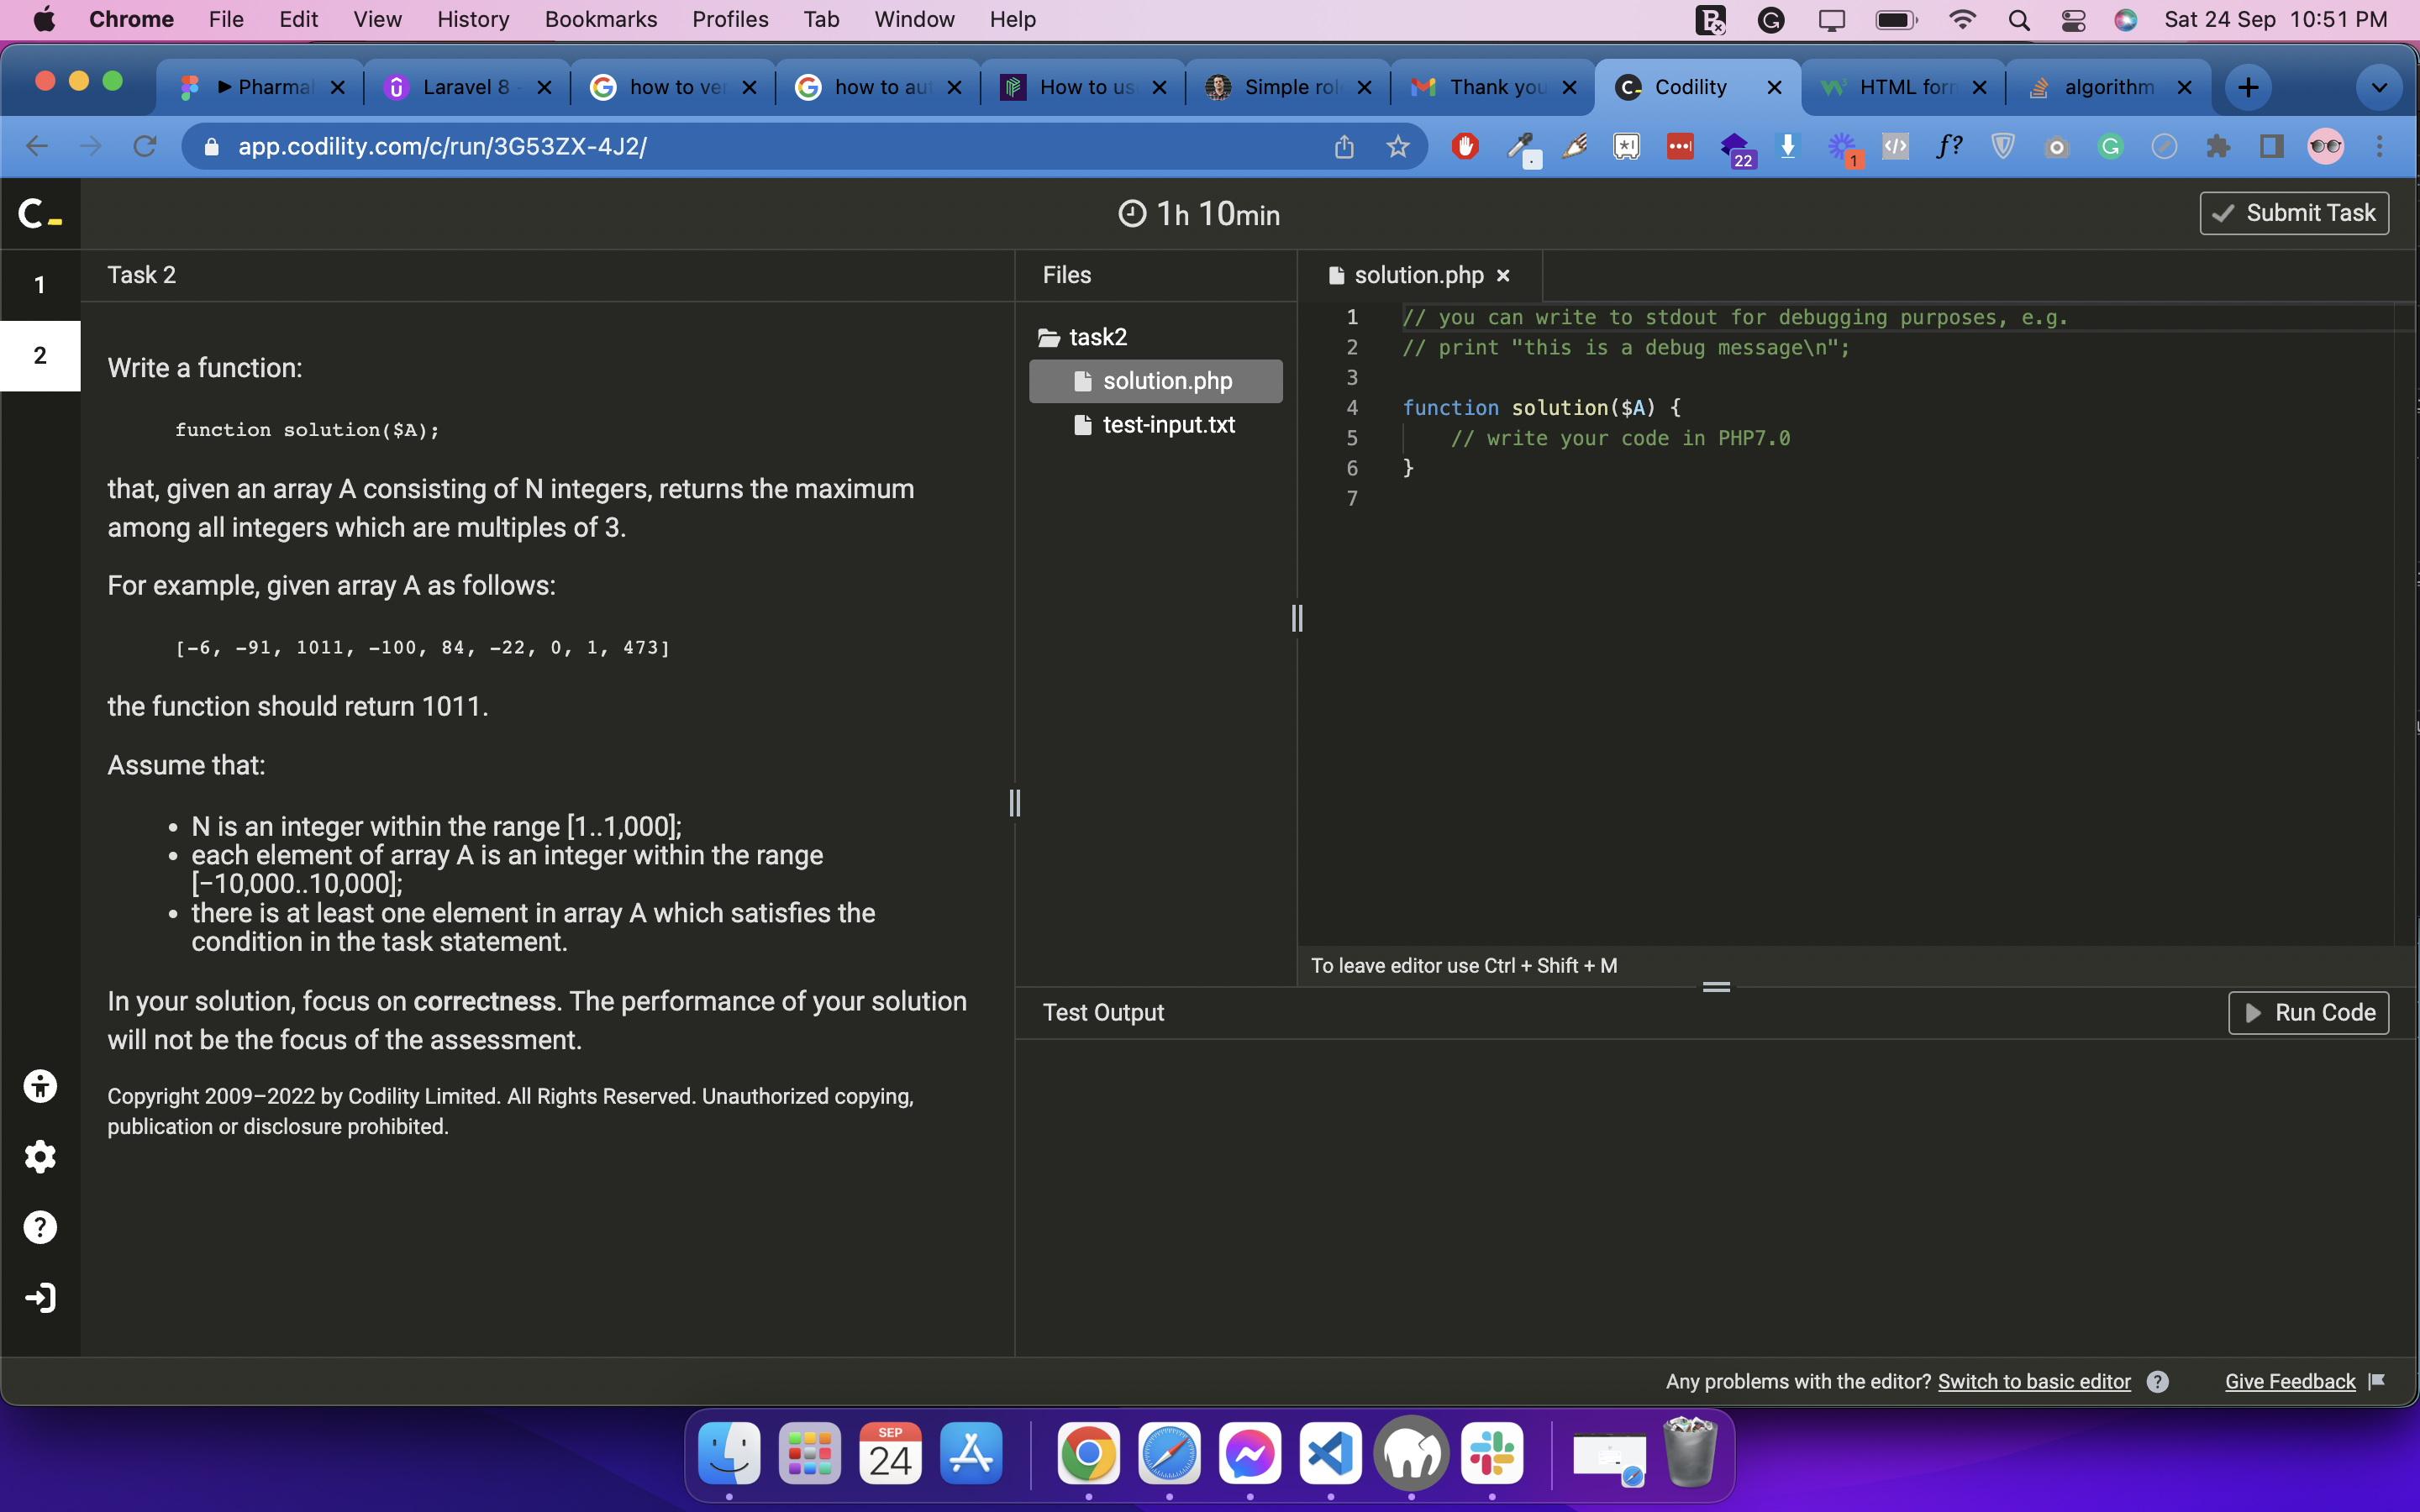 Chrome File Edit View History Bookmarks Profiles Tab Window Help Sat 24 Sep 10:51 PM
Pharma Laravel 8 - how to ve how to aut How to us Simple rol Thank you Codility HTML form algorithm
app.codility.com/c/run/3G53ZX-4J2/
22
1
f?
C_
1h 10min
Submit Task
1
2
Task 2
Write a function:
function solution($A);
that, given an array A consisting of N integers, returns the maximum
among all integers which are multiples of 3.
For example, given array A as follows:
[-6, -91, 1011, -100, 84, -22, 0, 1, 473]
the function should return 1011.
Assume that:
• N is an integer within the range [1..1,000];
• each element of array A is an integer within the range
[−10,000..10,000];
• there is at least one element in array A which satisfies the
condition in the task statement.
In your solution, focus on correctness. The performance of your solution
will not be the focus of the assessment.
Copyright 2009–2022 by Codility Limited. All Rights Reserved. Unauthorized copying,
publication or disclosure prohibited.
Files
task2
solution.php
test-input.txt
solution.php
1 // you can write to stdout for debugging purposes, e.g.
2 // print "this is a debug message\n";
3
4 function solution($A) {
5 // write your code in PHP7.0
6 }
7
To leave editor use Ctrl + Shift + M
Test Output
Run Code
Any problems with the editor? Switch to basic editor
Give Feedback
SEP
24